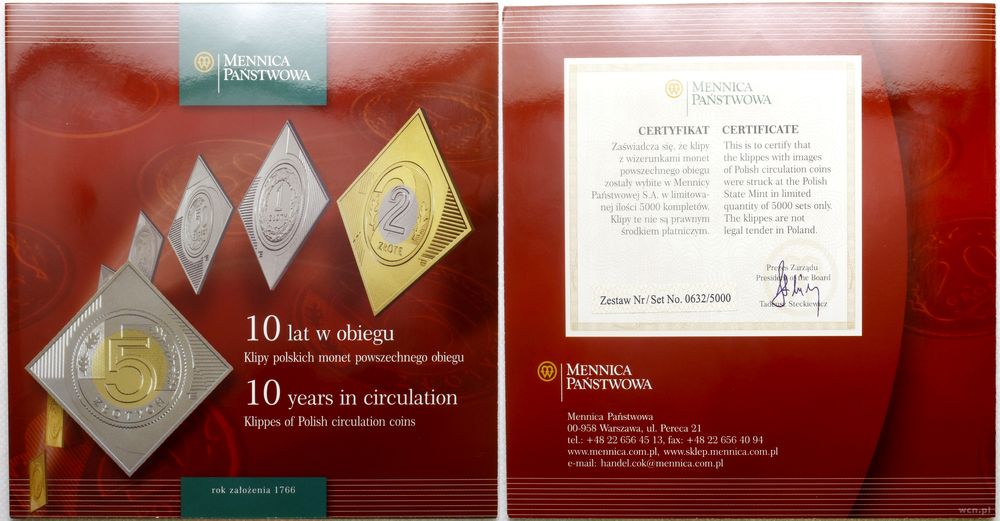 MENNICA
PAŃSTWOWA
1
ZŁOTY
2
ZŁOTE
5
ZŁOTYCH
10 lat w obiegu
Klipy polskich monet powszechnego obiegu
10 years in circulation
Klippes of Polish circulation coins
rok założenia 1766
MENNICA
PAŃSTWOWA
CERTYFIKAT
Zaświadcza się, że klipy
z wizerunkami monet
powszechnego obiegu
zostały wybite w Mennicy
Państwowej S.A. w limitowa-
nej ilości 5000 kompletów.
Klipy te nie są prawnym
środkiem płatniczym.
CERTIFICATE
This is to certify that
the klippes with images
of Polish circulation coins
were struck at the Polish
State Mint in limited
quantity of 5000 sets only.
The klippes are not
legal tender in Poland.
Prezes Zarządu
President of the Board
Tadeusz Steckiewicz
Zestaw Nr/Set No. 0632/5000
MENNICA
PAŃSTWOWA
Mennica Państwowa
00-958 Warszawa, ul. Pereca 21
tel.: +48 22 656 45 13, fax: +48 22 656 40 94
www.mennica.com.pl, www.sklep.mennica.com.pl
e-mail: handel.cok@mennica.com.pl
wcn.pl